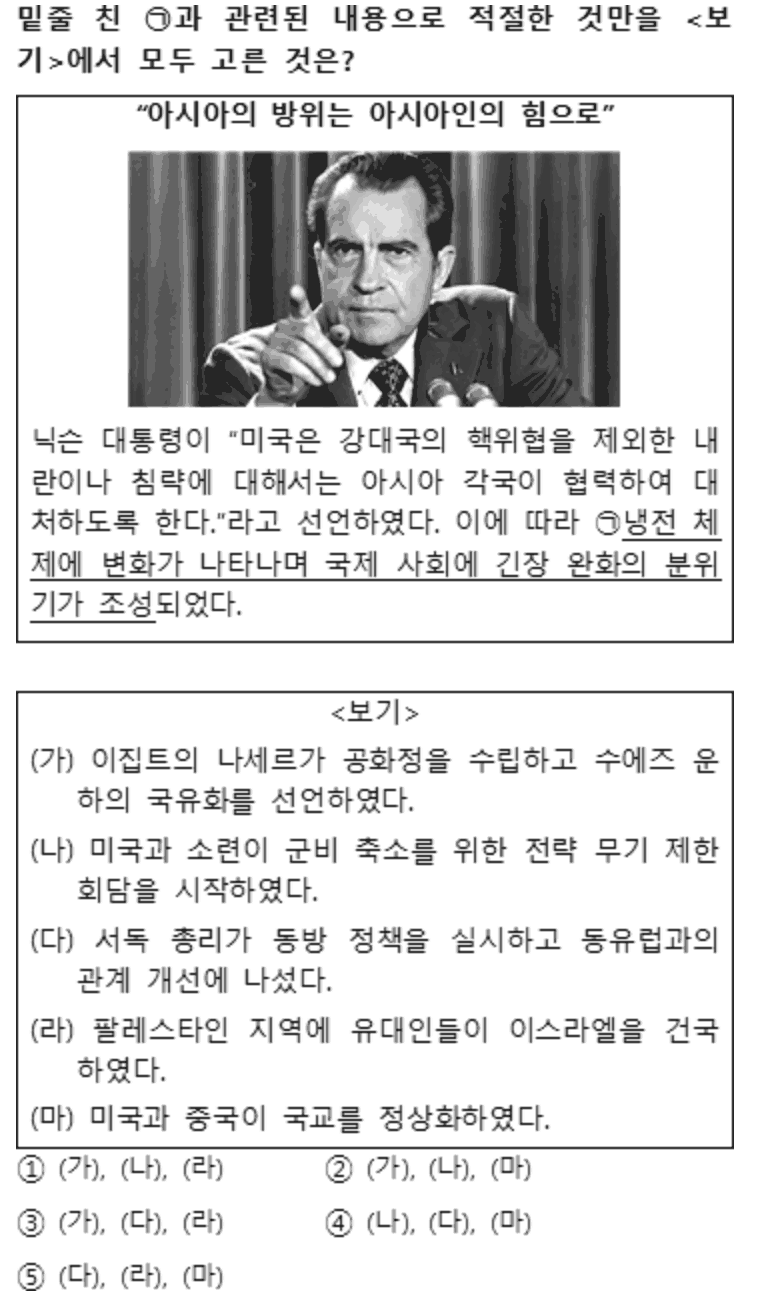 밑줄 친 ㉠과 관련된 내용으로 적절한 것만을 <보
기>에서 모두 고른 것은?
“아시아의 방위는 아시아인의 힘으로”
닉슨 대통령이 “미국은 강대국의 핵위협을 제외한 내
란이나 침략에 대해서는 아시아 각국이 협력하여 대
처하도록 한다.”라고 선언하였다. 이에 따라 ㉠냉전 체
제에 변화가 나타나며 국제 사회에 긴장 완화의 분위
기가 조성되었다.
<보기>
(가) 이집트의 나세르가 공화정을 수립하고 수에즈 운
하의 국유화를 선언하였다.
(나) 미국과 소련이 군비 축소를 위한 전략 무기 제한
회담을 시작하였다.
(다) 서독 총리가 동방 정책을 실시하고 동유럽과의
관계 개선에 나섰다.
(라) 팔레스타인 지역에 유대인들이 이스라엘을 건국
하였다.
(마) 미국과 중국이 국교를 정상화하였다.
① (가), (나), (라) ② (가), (나), (마)
③ (가), (다), (라) ④ (나), (다), (마)
⑤ (다), (라), (마)